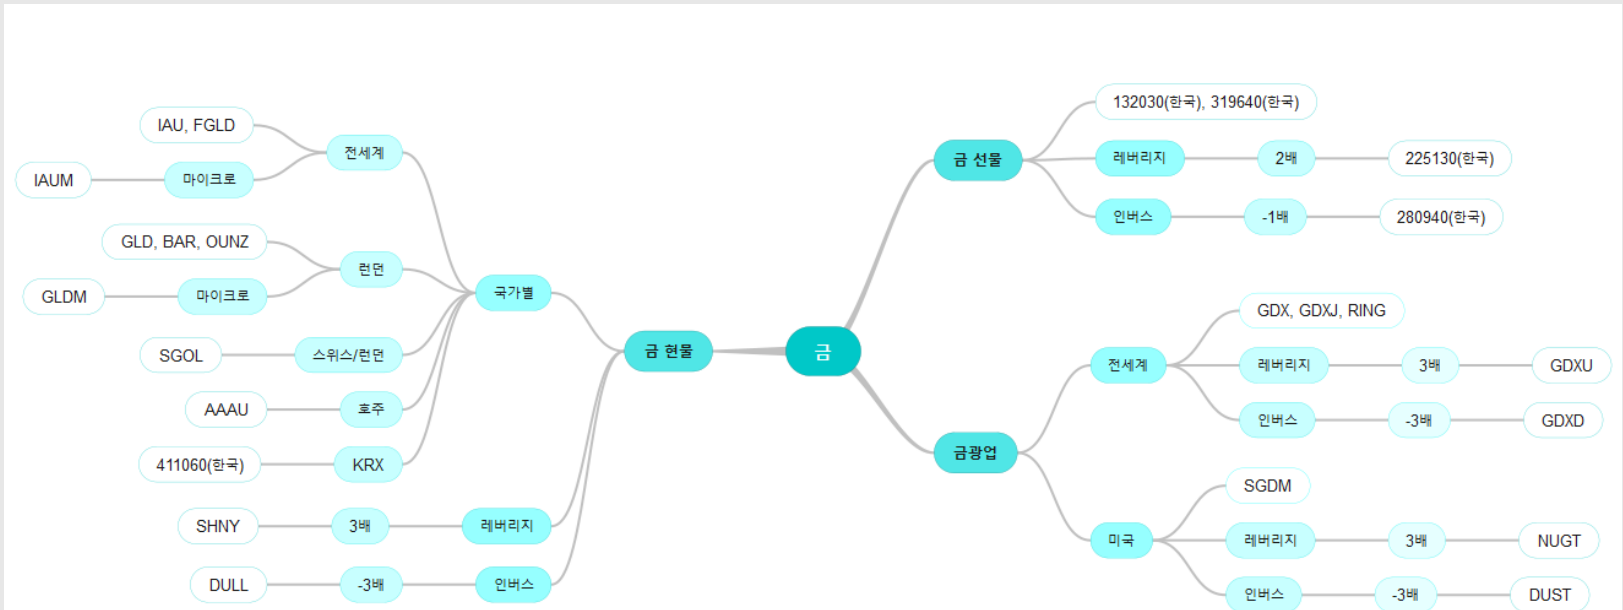 금
금 현물
국가별
전세계
IAU, FGLD
마이크로
IAUM
런던
GLD, BAR, OUNZ
마이크로
GLDM
스위스/런던
SGOL
호주
AAAU
KRX
411060(한국)
레버리지
3배
SHNY
인버스
-3배
DULL
금 선물
132030(한국), 319640(한국)
레버리지
2배
225130(한국)
인버스
-1배
280940(한국)
금광업
전세계
GDX, GDXJ, RING
레버리지
3배
GDXU
인버스
-3배
GDXD
미국
SGDM
레버리지
3배
NUGT
인버스
-3배
DUST